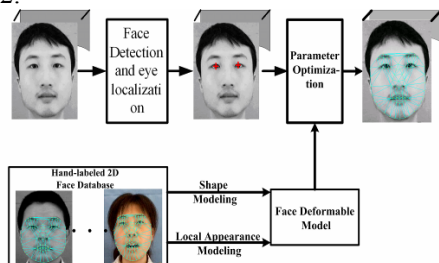 2.
Face
Detection
and eye
localizati
on
Parameter
Optimiza-
tion
Hand-labeled 2D
Face Database
Shape
Modeling
Local Appearance
Modeling
Face Deformable
Model